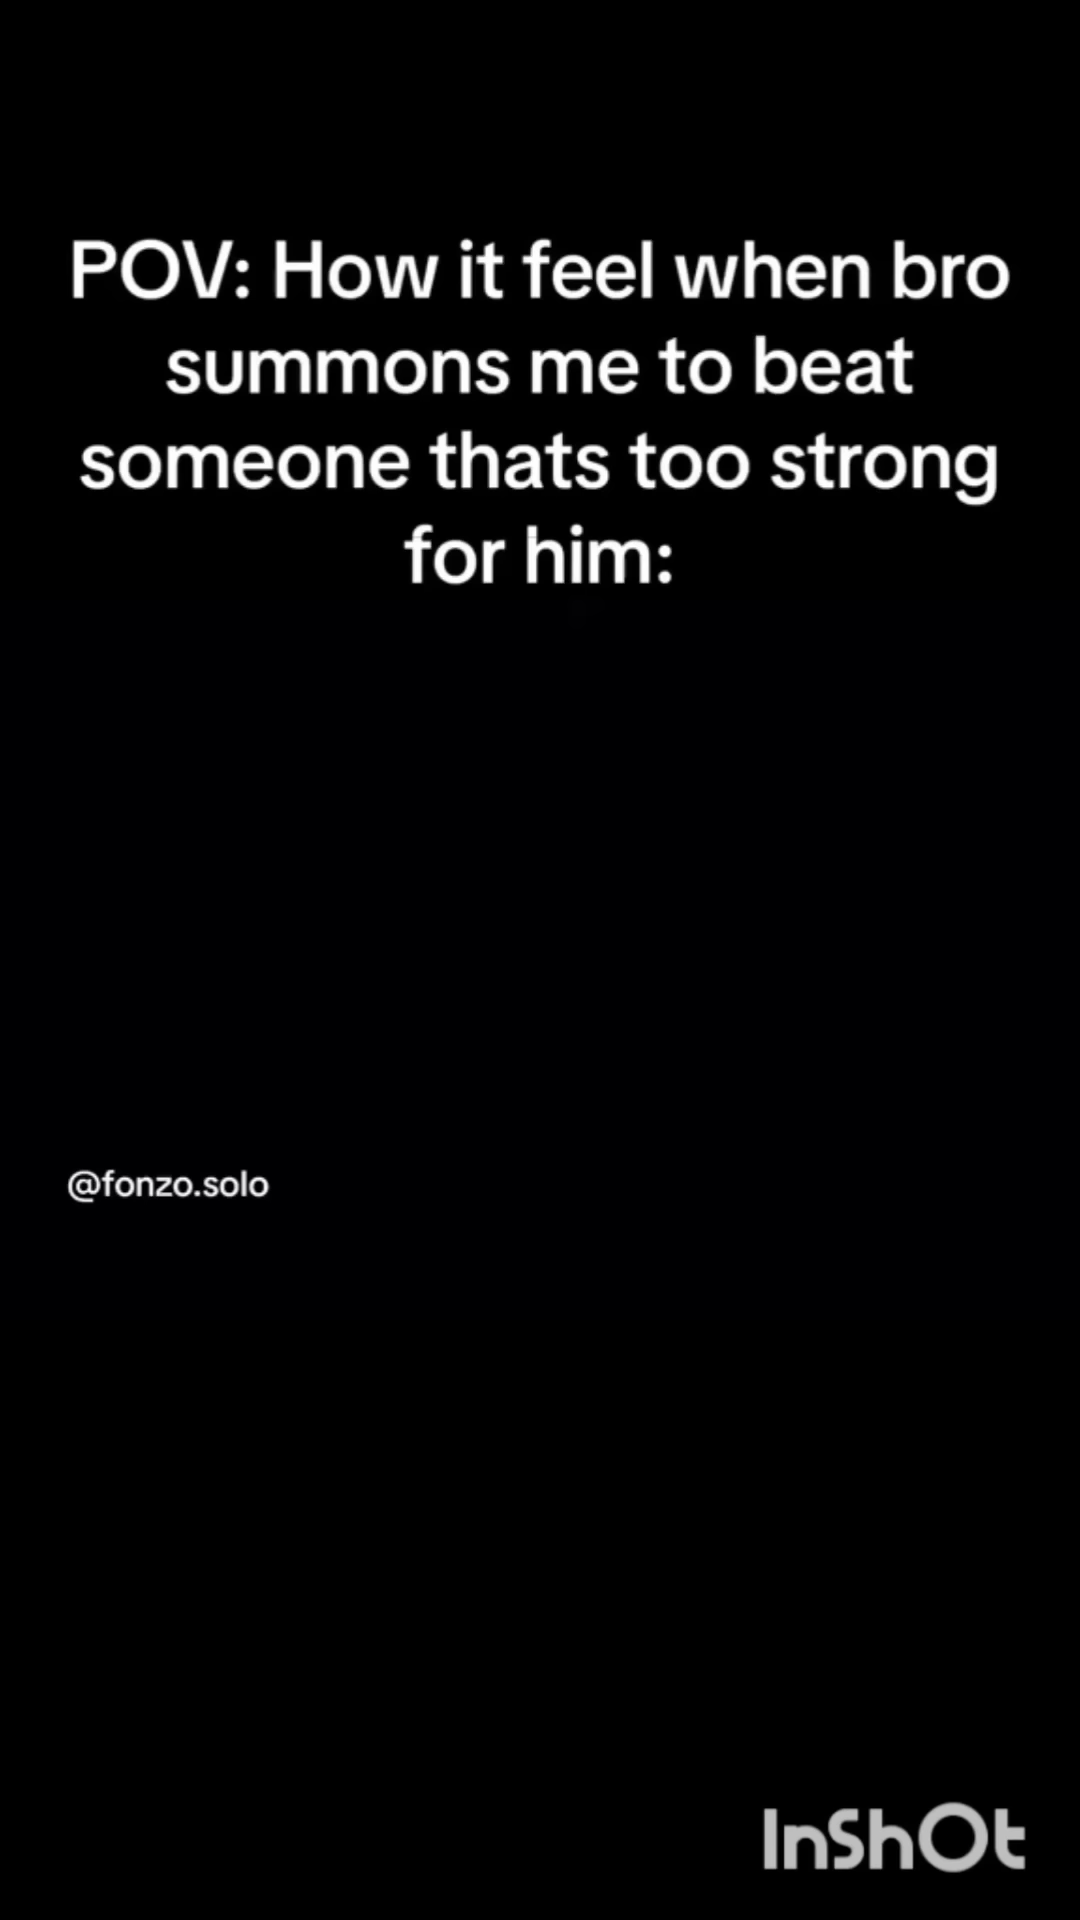 POV: How it feel when bro
summons me to beat
someone thats too strong
for him:
@fonzo.solo
InShOt